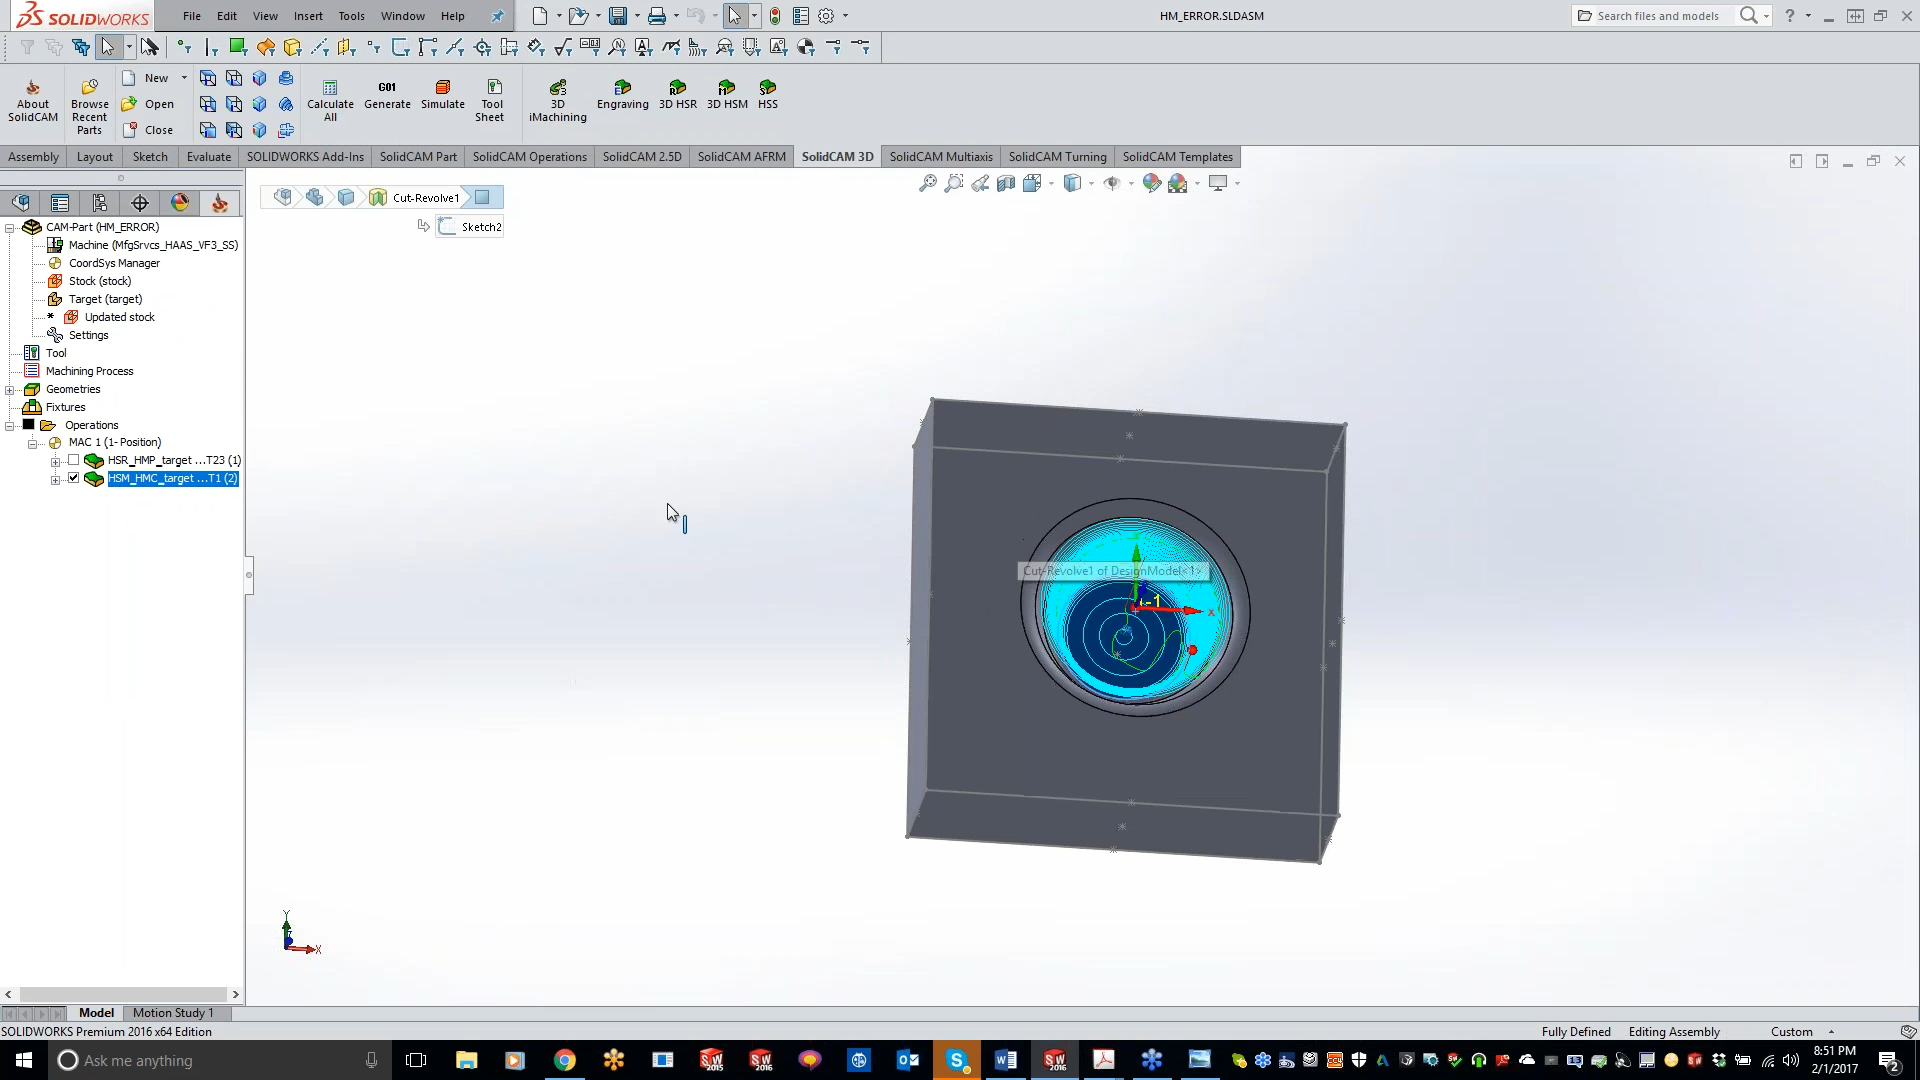 SOLIDWORKS File Edit View Insert Tools Window Help HM_ERROR.SLDASM Search files and models
About SolidCAM
Browse Recent Parts
New
Open
Close
Calculate All
G01 Generate
Simulate
Tool Sheet
3D iMachining
Engraving
3D HSR
3D HSM
HSS
Assembly Layout Sketch Evaluate SOLIDWORKS Add-Ins SolidCAM Part SolidCAM Operations SolidCAM 2.5D SolidCAM AFRM SolidCAM 3D SolidCAM Multiaxis SolidCAM Turning SolidCAM Templates
Cut-Revolve1
Sketch2
CAM-Part (HM_ERROR)
Machine (MfgSrvcs_HAAS_VF3_SS)
CoordSys Manager
Stock (stock)
Target (target)
Updated stock
Settings
Tool
Machining Process
Geometries
Fixtures
Operations
MAC 1 (1- Position)
HSR_HMP_target ...T23 (1)
HSM_HMC_target ...T1 (2)
Cut-Revolve1 of DesignModel<1>
X
Y
X
Model Motion Study 1
SOLIDWORKS Premium 2016 x64 Edition Fully Defined Editing Assembly Custom
Ask me anything
8:51 PM
2/1/2017